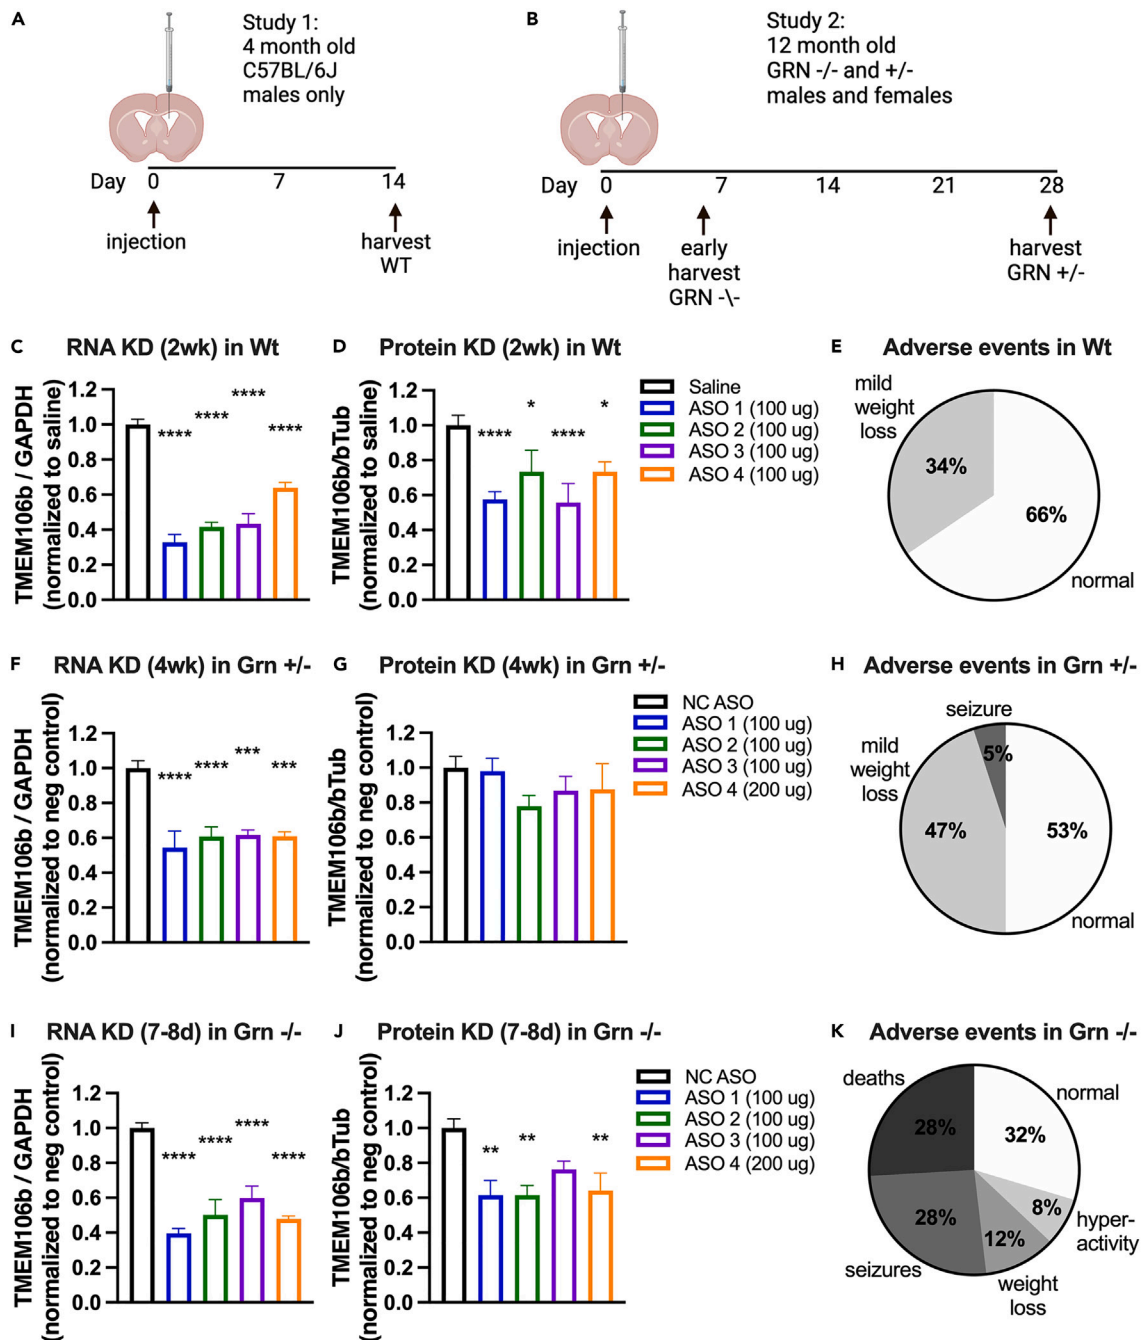 A
Study 1:
4 month old
C57BL/6J
males only
Day 0 7 14
injection
harvest
WT
B
Study 2:
12 month old
GRN -/- and +/-
males and females
Day 0 7 14 21 28
injection
early
harvest
GRN -\-
harvest
GRN +/-
C RNA KD (2wk) in Wt
TMEM106b / GAPDH
(normalized to saline)
1.2
1.0
0.8
0.6
0.4
0.2
0.0
****
****
****
****
D Protein KD (2wk) in Wt
TMEM106b/bTub
(normalized to saline)
1.2
1.0
0.8
0.6
0.4
0.2
0.0
****
*
****
*
Saline
ASO 1 (100 ug)
ASO 2 (100 ug)
ASO 3 (100 ug)
ASO 4 (100 ug)
E Adverse events in Wt
mild
weight
loss
34%
66%
normal
F RNA KD (4wk) in Grn +/-
TMEM106b / GAPDH
(normalized to neg control)
1.2
1.0
0.8
0.6
0.4
0.2
0.0
****
****
***
***
G Protein KD (4wk) in Grn +/-
TMEM106b/bTub
(normalized to neg control)
1.2
1.0
0.8
0.6
0.4
0.2
0.0
NC ASO
ASO 1 (100 ug)
ASO 2 (100 ug)
ASO 3 (100 ug)
ASO 4 (200 ug)
H Adverse events in Grn +/-
seizure
5%
mild
weight
loss
47%
53%
normal
I RNA KD (7-8d) in Grn -/-
TMEM106b / GAPDH
(normalized to neg control)
1.2
1.0
0.8
0.6
0.4
0.2
0.0
****
****
****
****
J Protein KD (7-8d) in Grn -/-
TMEM106b/bTub
(normalized to neg control)
1.2
1.0
0.8
0.6
0.4
0.2
0.0
**
**
**
NC ASO
ASO 1 (100 ug)
ASO 2 (100 ug)
ASO 3 (100 ug)
ASO 4 (200 ug)
K Adverse events in Grn -/-
deaths
28%
normal
32%
8%
hyper-
activity
12%
weight
loss
28%
seizures